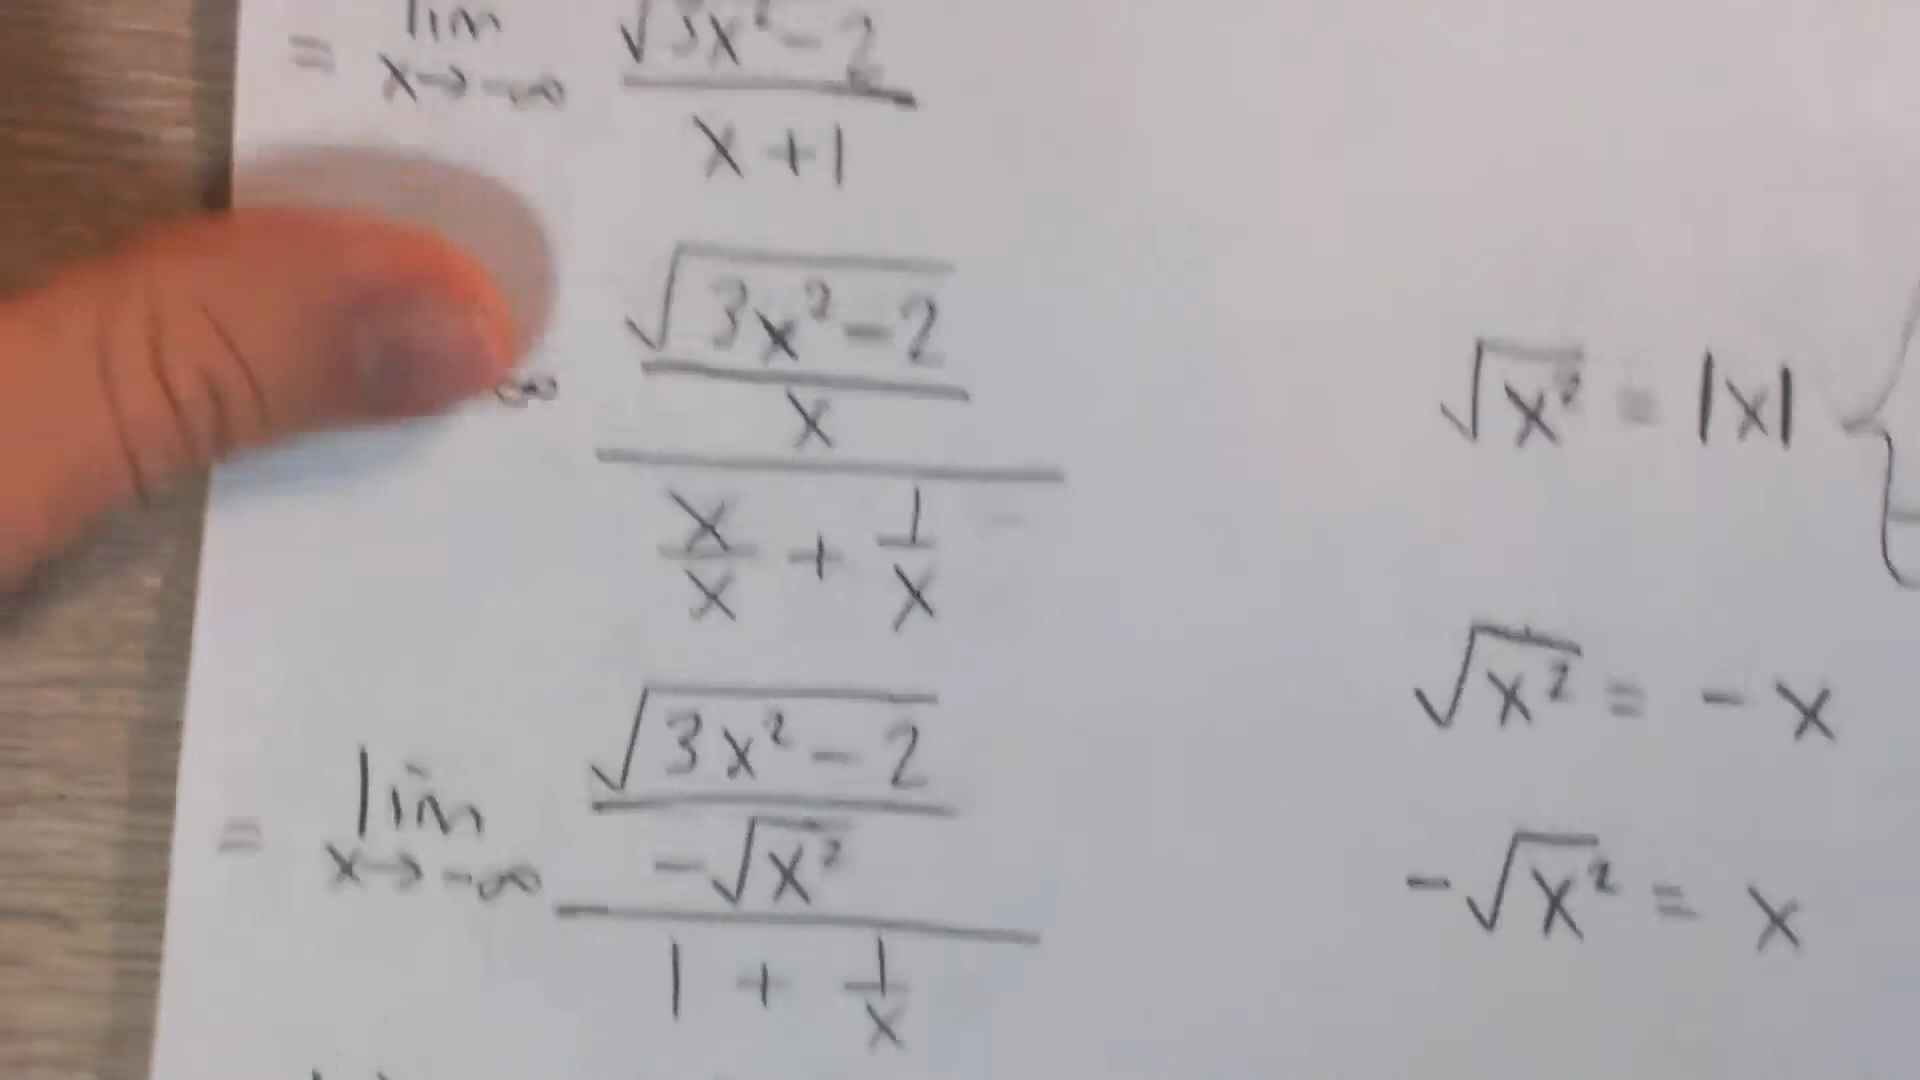 = lim x→-∞ √3x²-2 / x+1
∞ (√3x²-2 / x) / (x/x + 1/x)
√x² = |x|
√x² = -x
= lim x→-∞ (√3x²-2 / -√x²) / (1 + 1/x)
-√x² = x